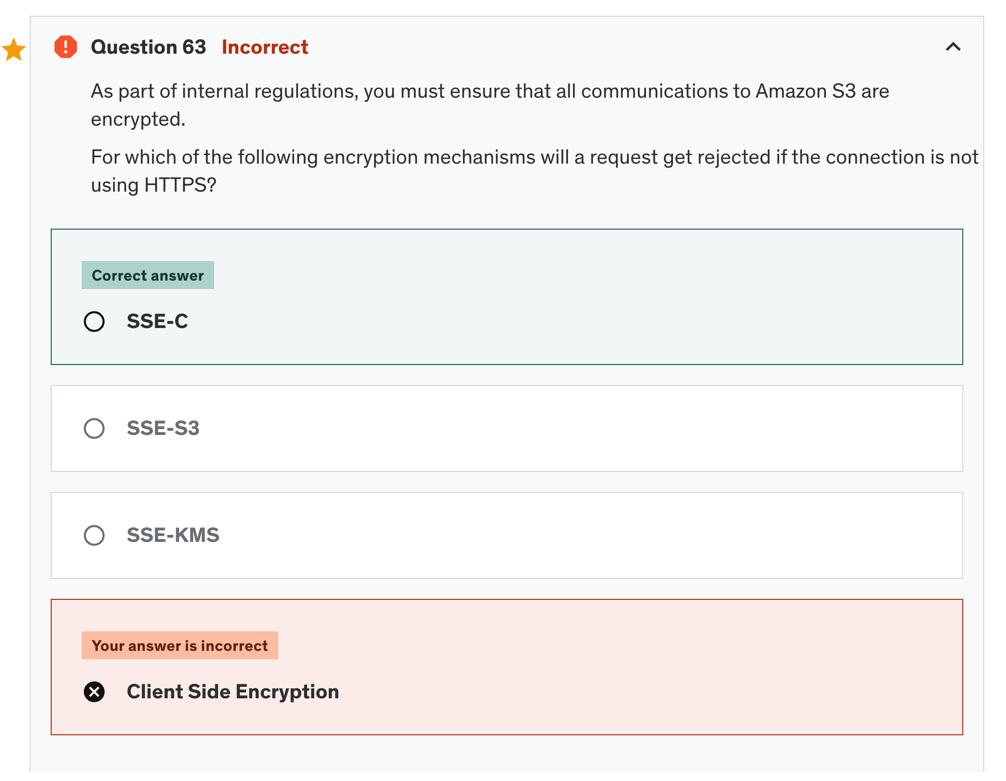 Question 63 Incorrect
As part of internal regulations, you must ensure that all communications to Amazon S3 are
encrypted.
For which of the following encryption mechanisms will a request get rejected if the connection is not
using HTTPS?
Correct answer
SSE-C
SSE-S3
SSE-KMS
Your answer is incorrect
Client Side Encryption